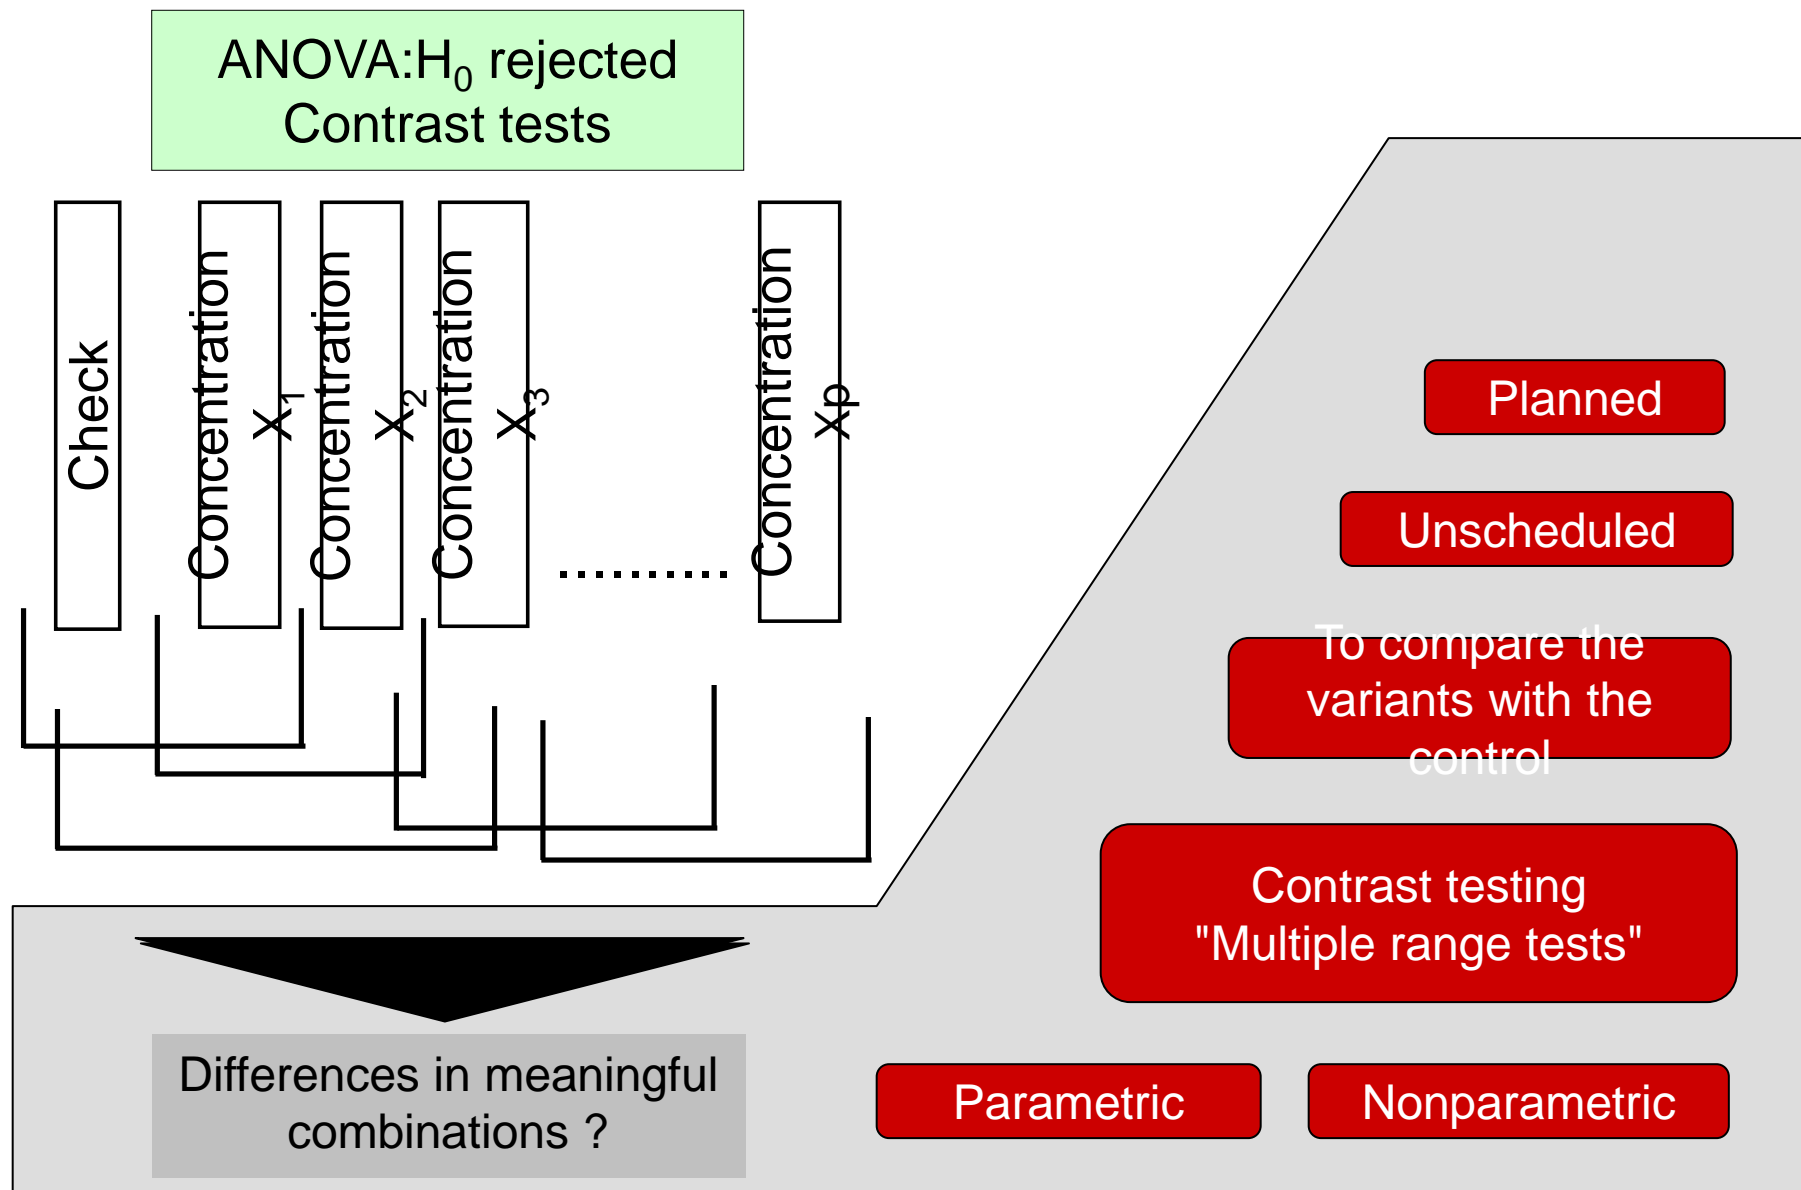 ANOVA:H₀ rejected
Contrast tests
Check
Concentration
X₁
Concentration
X₂
Concentration
X₃
..........
Concentration
Xp
Planned
Unscheduled
To compare the
variants with the
control
Contrast testing
"Multiple range tests"
Differences in meaningful
combinations ?
Parametric
Nonparametric